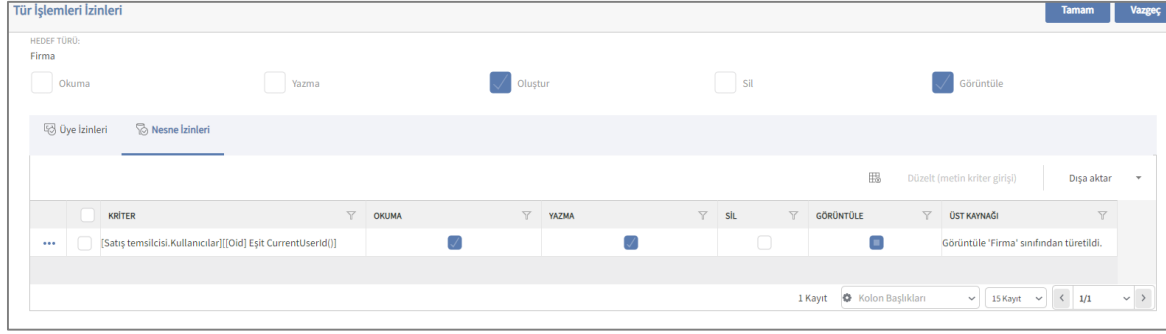 Tür İşlemleri İzinleri
Tamam
Vazgeç
HEDEF TÜRÜ:
Firma
Okuma
Yazma
Oluştur
Sil
Görüntüle
Üye İzinleri
Nesne İzinleri
Düzelt (metin kriter girişi)
Dışa aktar
KRİTER
OKUMA
YAZMA
SİL
GÖRÜNTÜLE
ÜST KAYNAĞI
[Satış temsilcisi.Kullanıcılar][[Oid] Eşit CurrentUserId()]
Görüntüle 'Firma' sınıfından türetildi.
1 Kayıt
Kolon Başlıkları
15 Kayıt
1/1